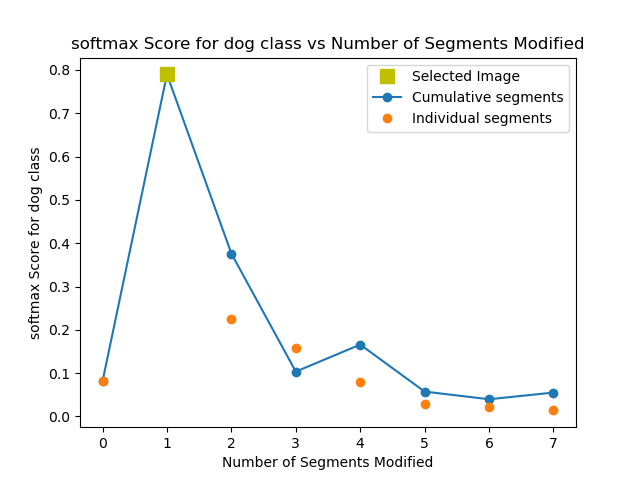 softmax Score for dog class vs Number of Segments Modified
Selected Image
Cumulative segments
Individual segments
0.8
0.7
0.6
0.5
0.4
0.3
0.2
0.1
0.0
softmax Score for dog class
0 1 2 3 4 5 6 7
Number of Segments Modified